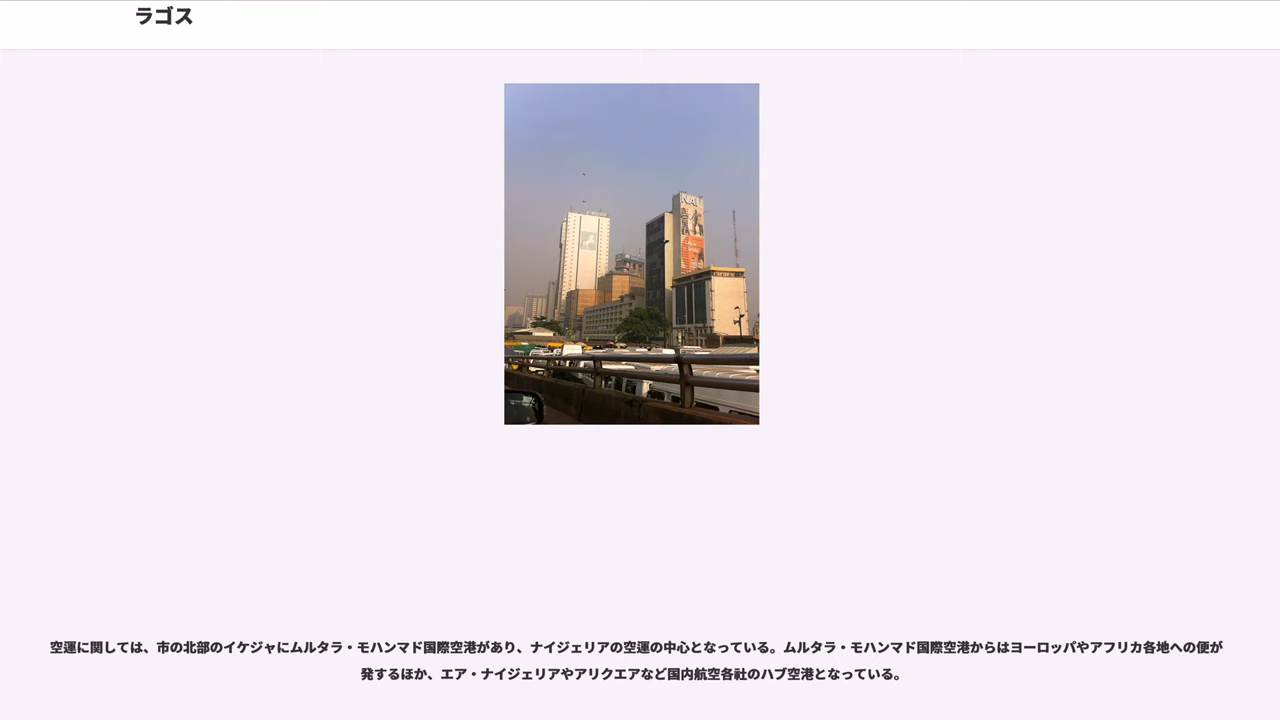 ラゴス
空運に関しては、市の北部のイケジャにムルタラ・モハンマド国際空港があり、ナイジェリアの空運の中心となっている。ムルタラ・モハンマド国際空港からはヨーロッパやアフリカ各地への便が
発するほか、エア・ナイジェリアやアリクエアなど国内航空各社のハブ空港となっている。